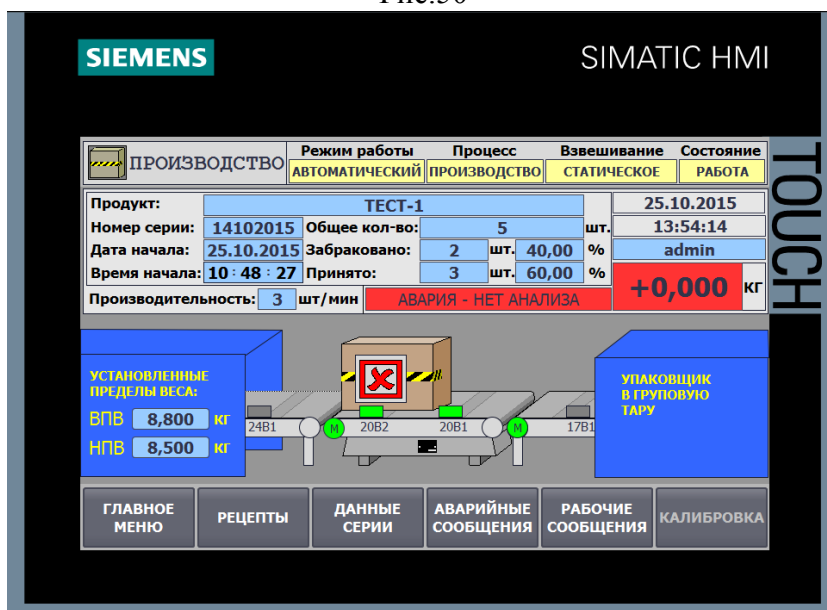 SIEMENS
SIMATIC HMI
TOUCH
ПРОИЗВОДСТВО
Режим работы Процесс Взвешивание Состояние
АВТОМАТИЧЕСКИЙ ПРОИЗВОДСТВО СТАТИЧЕСКОЕ РАБОТА
Продукт: ТЕСТ-1 25.10.2015
Номер серии: 14102015 Общее кол-во: 5 шт. 13:54:14
Дата начала: 25.10.2015 Забраковано: 2 шт. 40,00 % admin
Время начала: 10:48:27 Принято: 3 шт. 60,00 % +0,000 кг
Производительность: 3 шт/мин АВАРИЯ - НЕТ АНАЛИЗА
УСТАНОВЛЕННЫЕ
ПРЕДЕЛЫ ВЕСА:
ВПВ 8,800 кг
НПВ 8,500 кг
24B1 M 20B2 20B1 M 17B1
УПАКОВЩИК
В ГРУПОВУЮ
ТАРУ
ГЛАВНОЕ
МЕНЮ
РЕЦЕПТЫ
ДАННЫЕ
СЕРИИ
АВАРИЙНЫЕ
СООБЩЕНИЯ
РАБОЧИЕ
СООБЩЕНИЯ
КАЛИБРОВКА